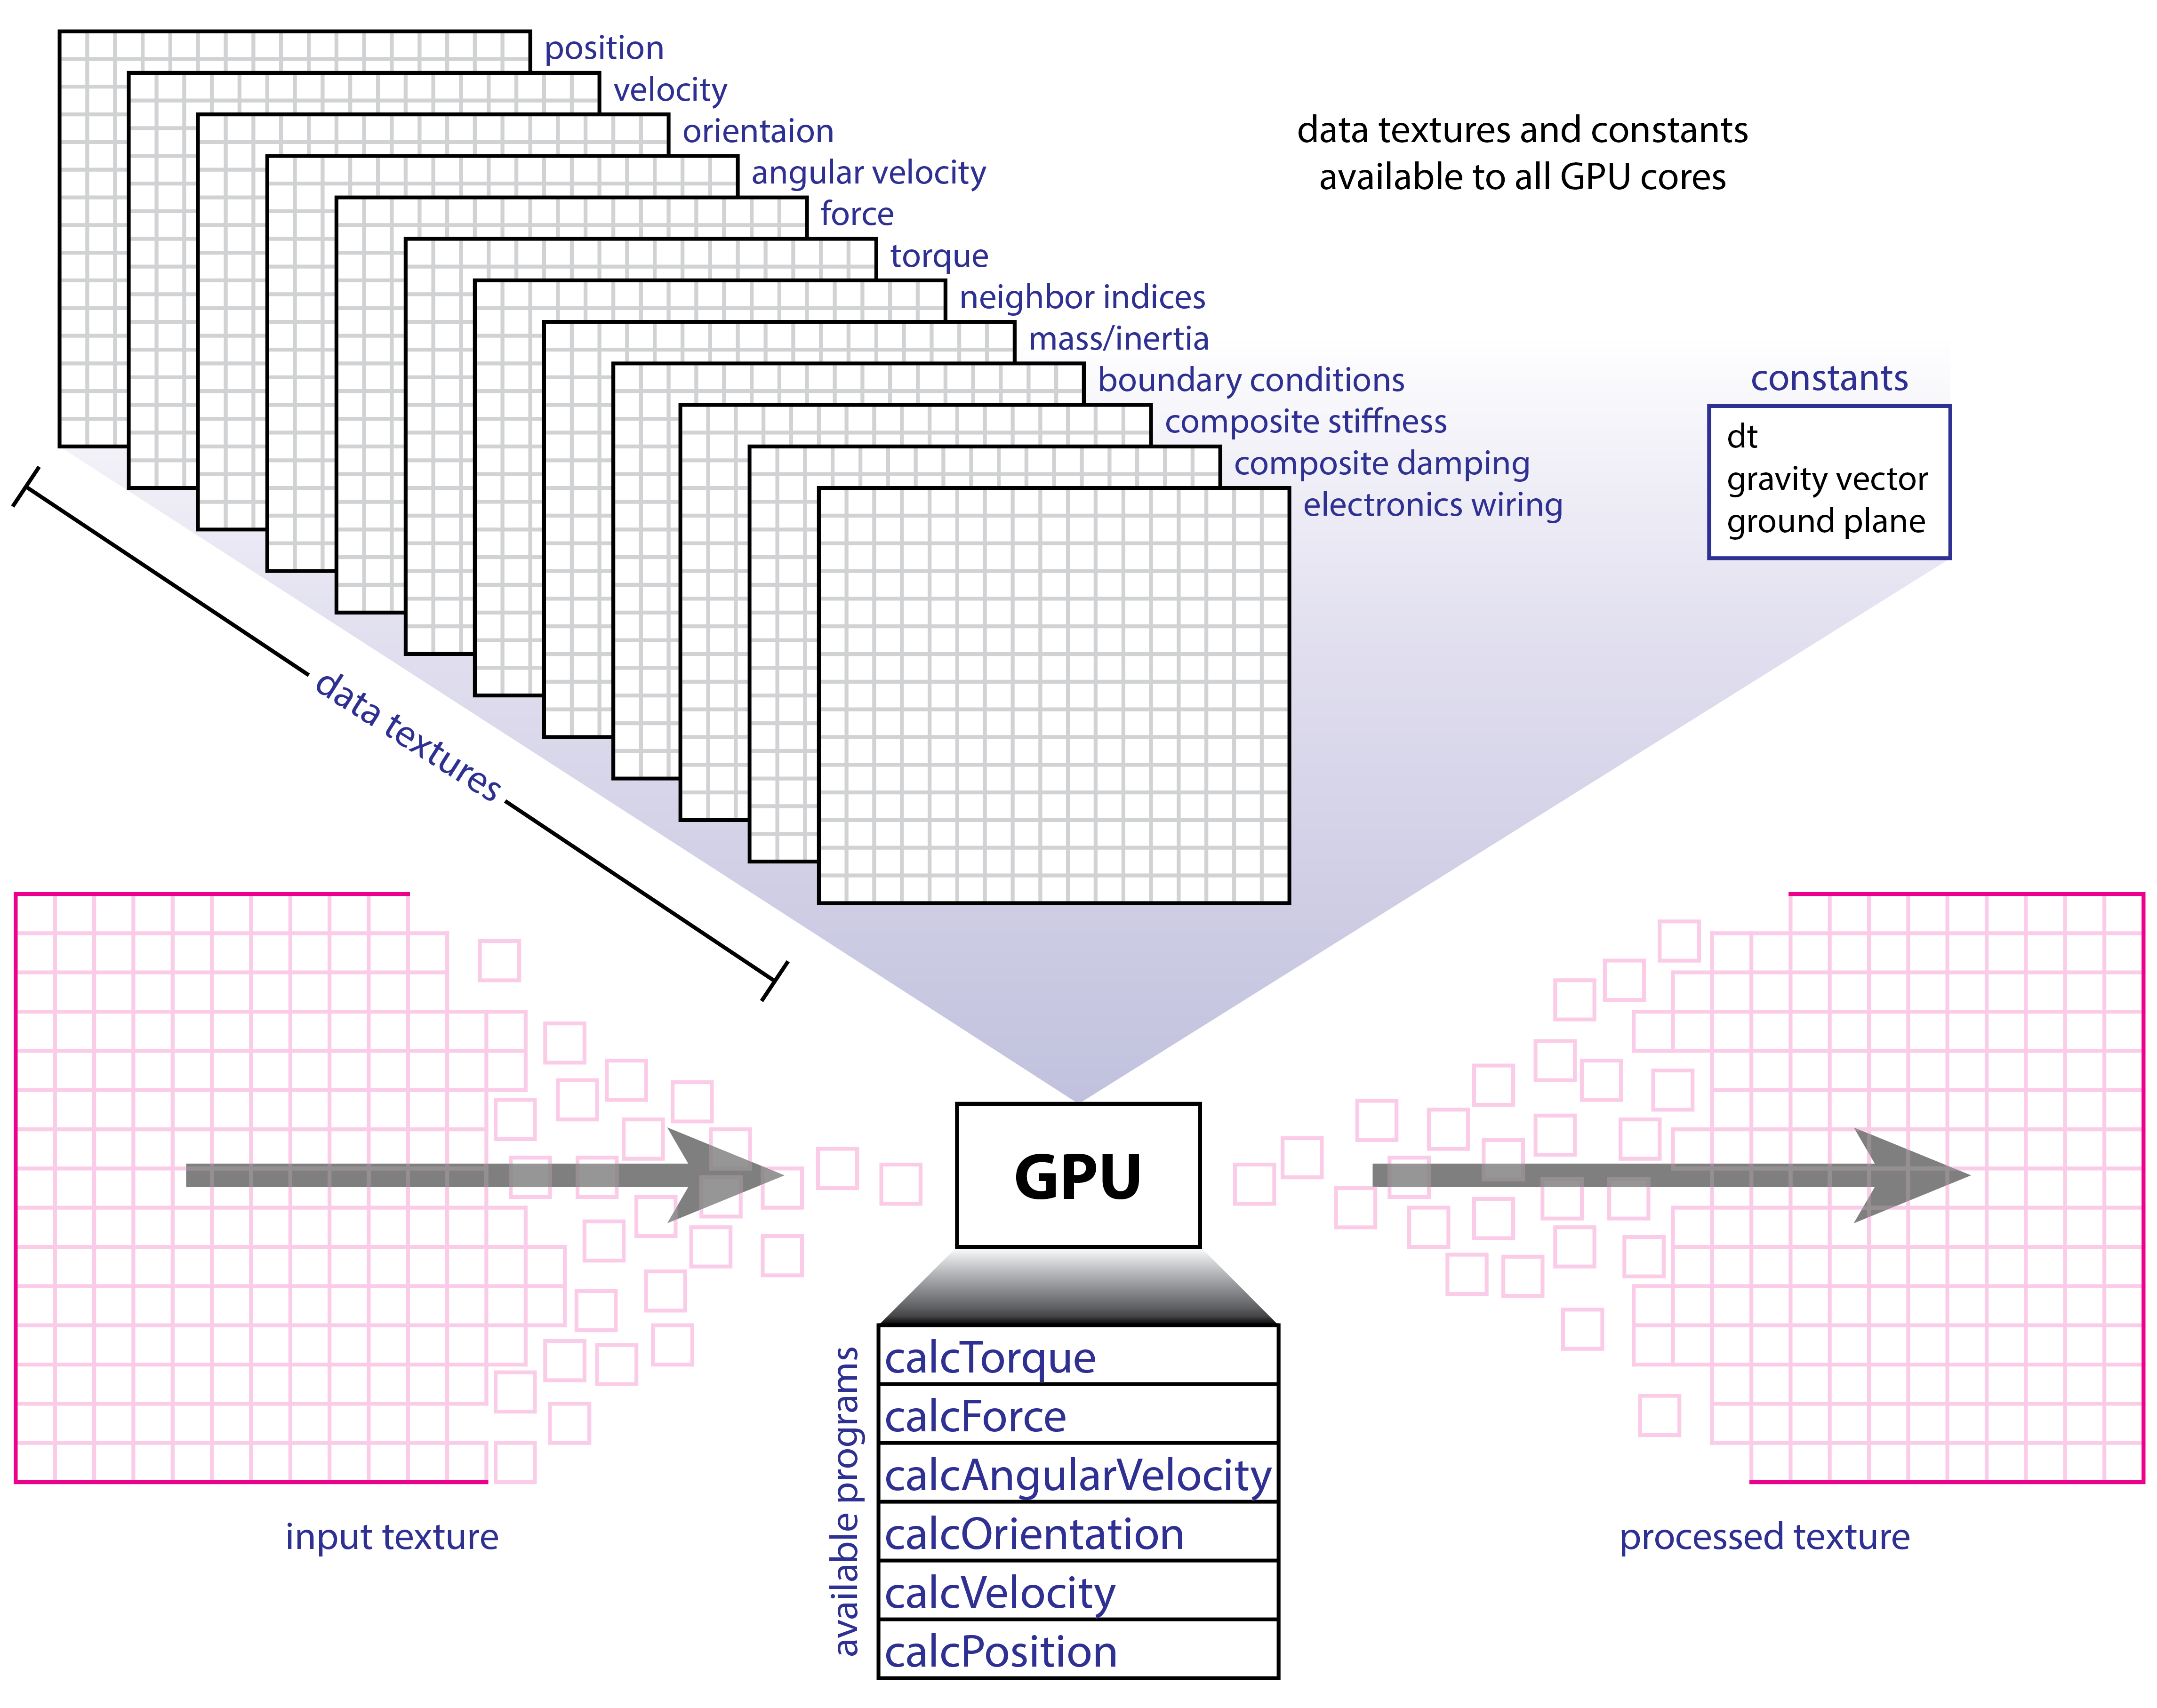 position
velocity
orientaion
angular velocity
force
torque
neighbor indices
mass/inertia
boundary conditions
composite stiffness
composite damping
electronics wiring
data textures and constants
available to all GPU cores
constants
dt
gravity vector
ground plane
data textures
GPU
input texture
available programs
calcTorque
calcForce
calcAngularVelocity
calcOrientation
calcVelocity
calcPosition
processed texture